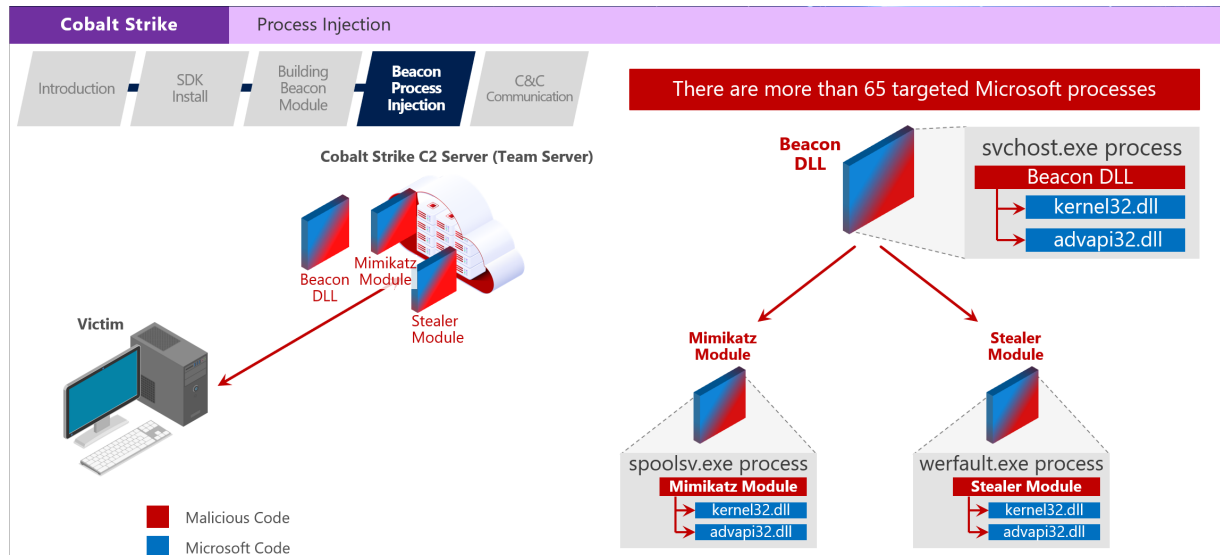 Cobalt Strike
Process Injection
Introduction
SDK
Install
Building
Beacon
Module
Beacon
Process
Injection
C&C
Communication
There are more than 65 targeted Microsoft processes
Cobalt Strike C2 Server (Team Server)
Beacon
DLL
Mimikatz
Module
Stealer
Module
Victim
Malicious Code
Microsoft Code
Beacon
DLL
svchost.exe process
Beacon DLL
kernel32.dll
advapi32.dll
Mimikatz
Module
spoolsv.exe process
Mimikatz Module
kernel32.dll
advapi32.dll
Stealer
Module
werfault.exe process
Stealer Module
kernel32.dll
advapi32.dll